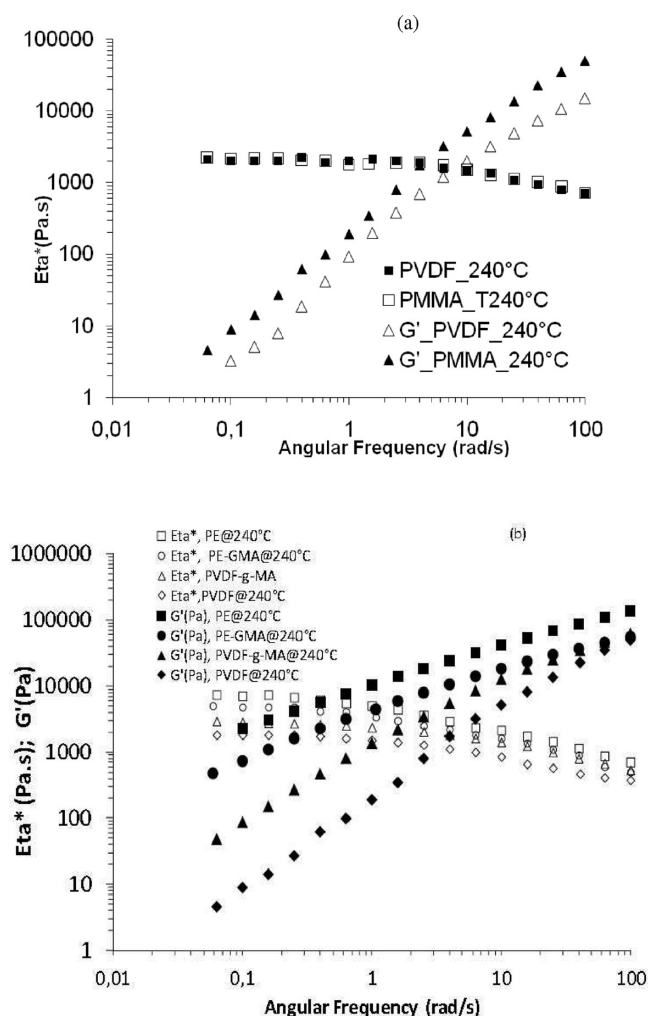 (a)
100000
10000
1000
100
10
1
Eta*(Pa.s)
PVDF_240°C
PMMA_T240°C
G'_PVDF_240°C
G'_PMMA_240°C
0,01 0,1 1 10 100
Angular Frequency (rad/s)
(b)
Eta*, PE@240°C
Eta*, PE-GMA@240°C
Eta*, PVDF-g-MA
Eta*,PVDF@240°C
G'(Pa), PE@240°C
G'(Pa), PE-GMA@240°C
G'(Pa), PVDF-g-MA@240°C
G'(Pa), PVDF@240°C
1000000
100000
10000
1000
100
10
1
Eta* (Pa.s); G'(Pa)
0,01 0,1 1 10 100
Angular Frequency (rad/s)